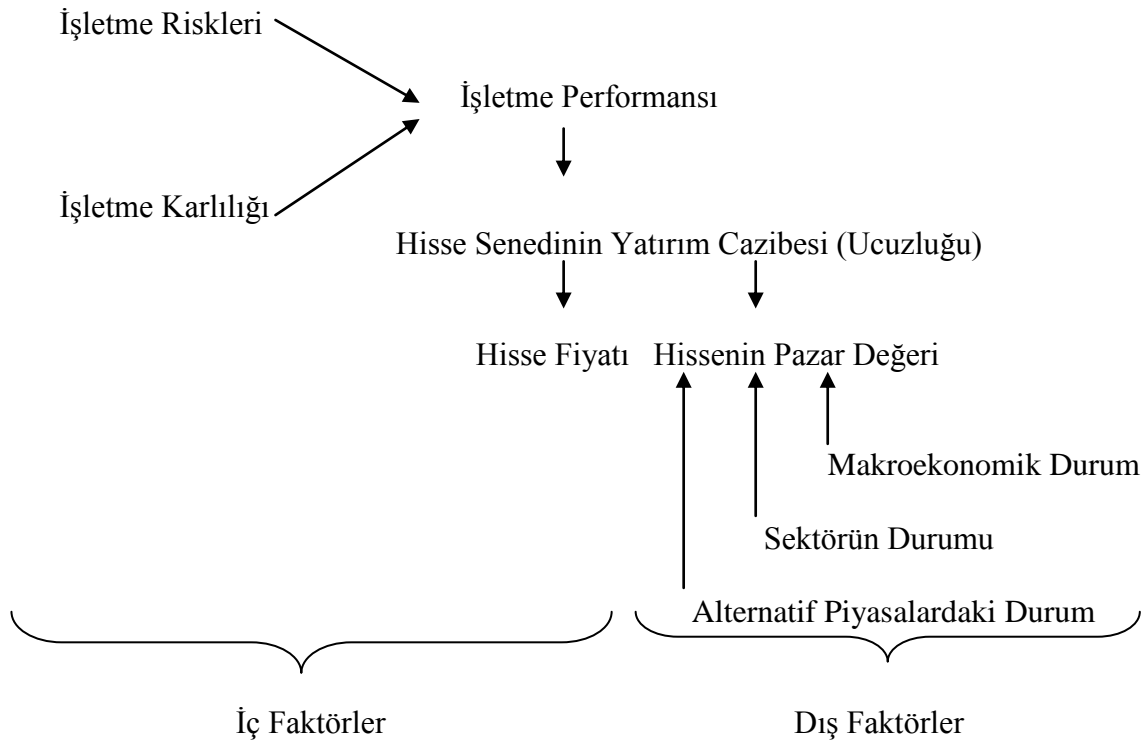 İşletme Riskleri
İşletme Performansı
İşletme Karlılığı
Hisse Senedinin Yatırım Cazibesi (Ucuzluğu)
Hisse Fiyatı Hissenin Pazar Değeri
Makroekonomik Durum
Sektörün Durumu
Alternatif Piyasalardaki Durum
İç Faktörler Dış Faktörler